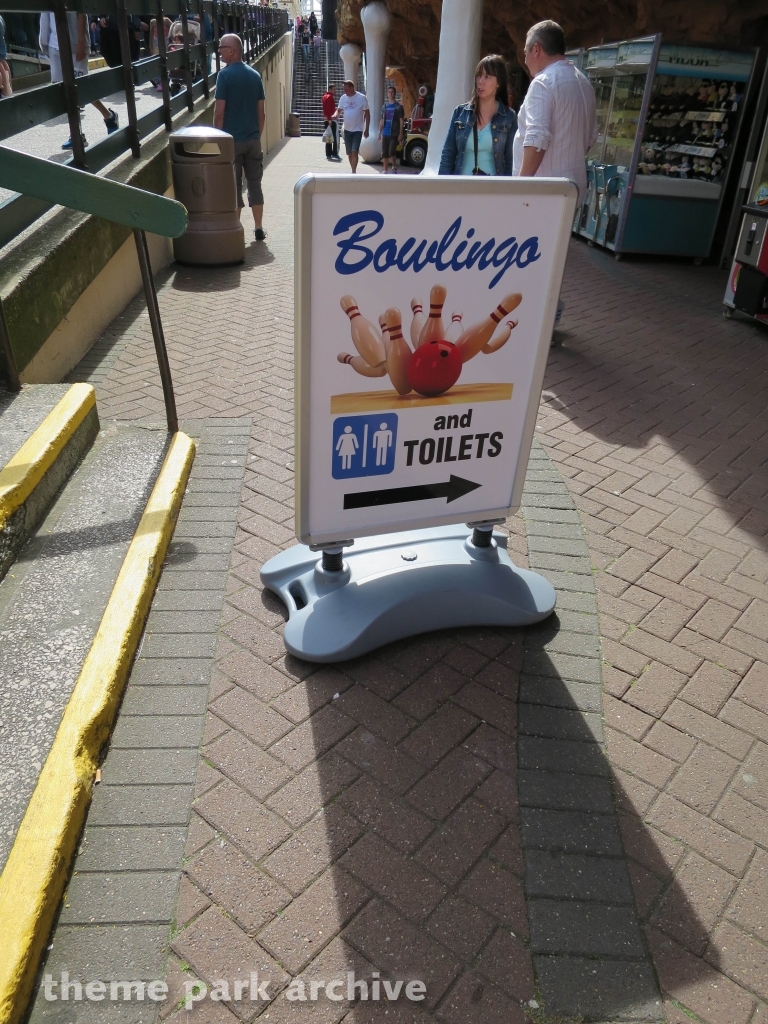 Bowlingo
and
TOILETS
theme park archive